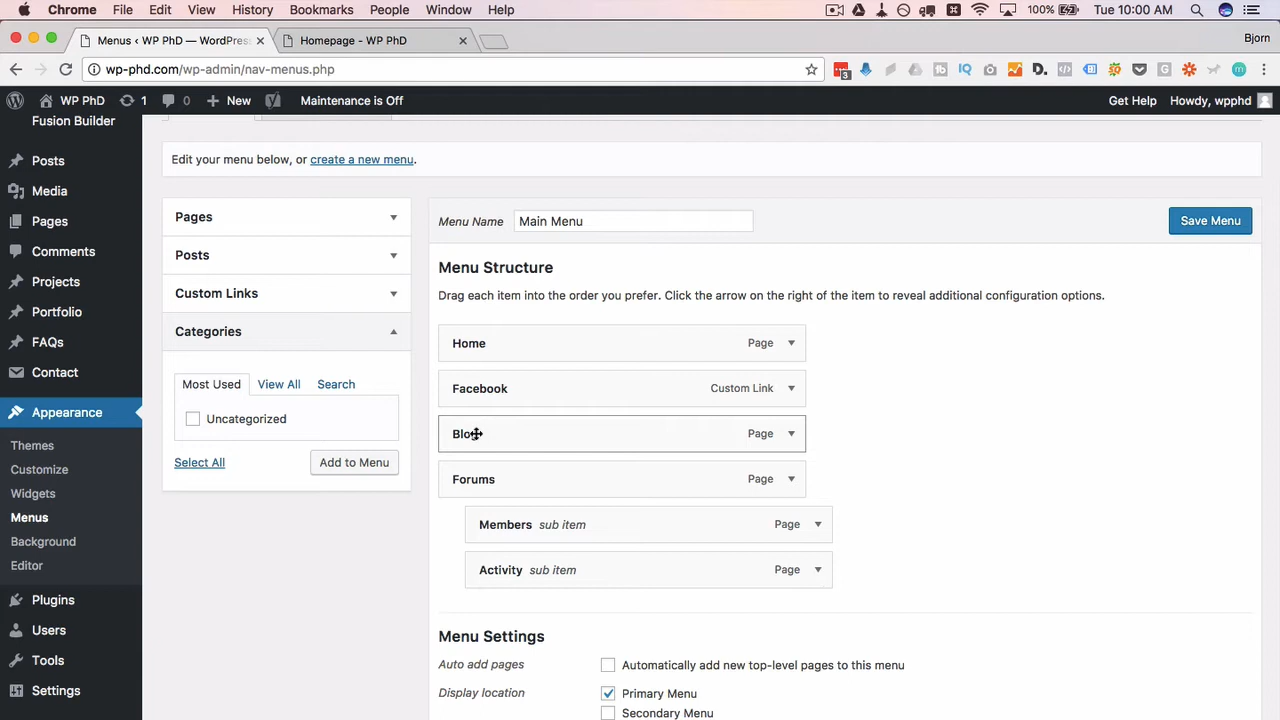 Chrome File Edit View History Bookmarks People Window Help 100% Tue 10:00 AM
Menus ‹ WP PhD — WordPres Homepage - WP PhD Bjorn
wp-phd.com/wp-admin/nav-menus.php 3
WP PhD 1 0 New Maintenance is Off Get Help Howdy, wpphd
Fusion Builder
Posts
Media
Pages
Comments
Projects
Portfolio
FAQs
Contact
Appearance
Themes
Customize
Widgets
Menus
Background
Editor
Plugins
Users
Tools
Settings
Edit your menu below, or create a new menu.
Pages
Posts
Custom Links
Categories
Most Used View All Search
Uncategorized
Select All Add to Menu
Menu Name Main Menu Save Menu
Menu Structure
Drag each item into the order you prefer. Click the arrow on the right of the item to reveal additional configuration options.
Home Page
Facebook Custom Link
Blog Page
Forums Page
Members sub item Page
Activity sub item Page
Menu Settings
Auto add pages Automatically add new top-level pages to this menu
Display location Primary Menu
Secondary Menu